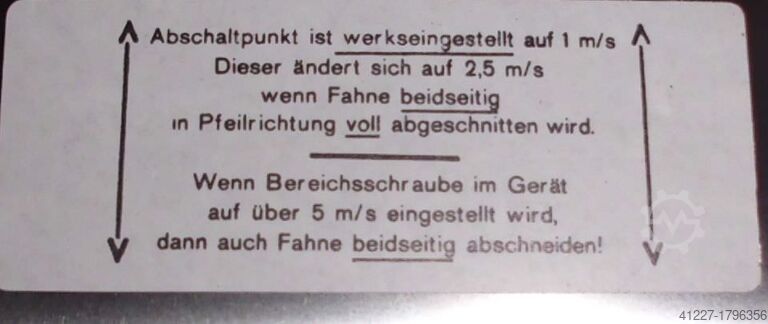 Abschaltpunkt ist werkseingestellt auf 1 m/s
Dieser ändert sich auf 2,5 m/s
wenn Fahne beidseitig
in Pfeilrichtung voll abgeschnitten wird.
Wenn Bereichsschraube im Gerät
auf über 5 m/s eingestellt wird,
dann auch Fahne beidseitig abschneiden!
41227-1796356